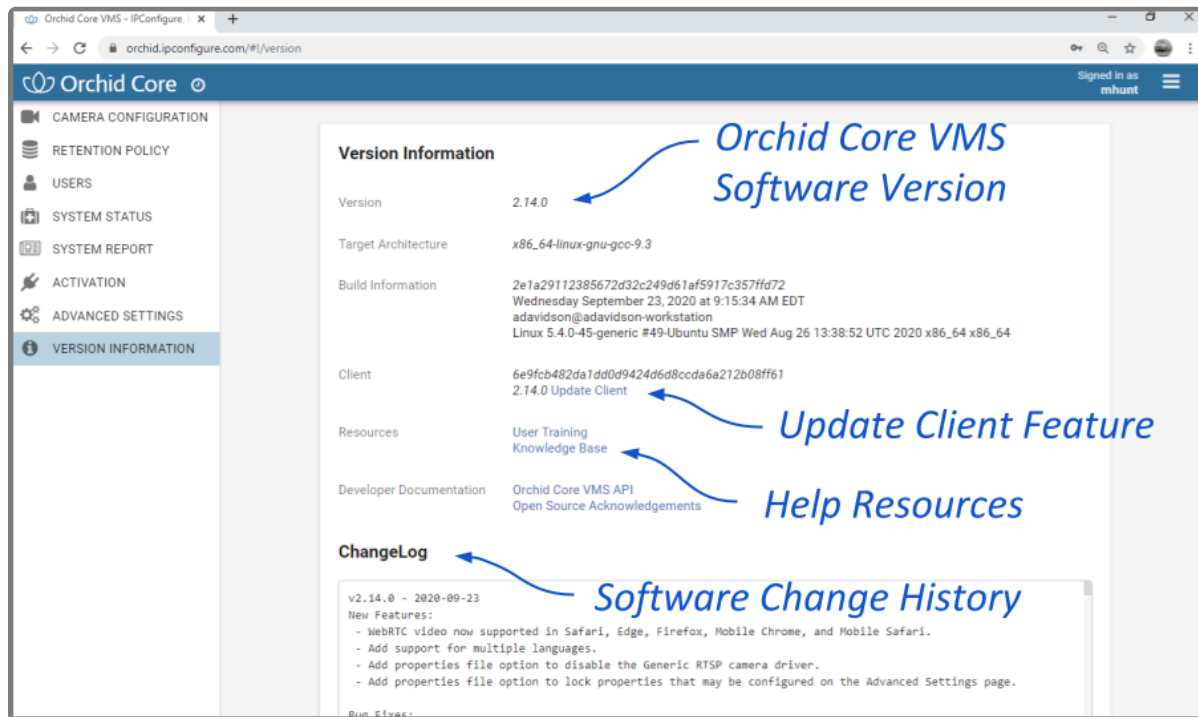 Orchid Core VMS - IPConfigure,
orchid.ipconfigure.com/#!/version
Orchid Core
Signed in as
mhunt
CAMERA CONFIGURATION
RETENTION POLICY
USERS
SYSTEM STATUS
SYSTEM REPORT
ACTIVATION
ADVANCED SETTINGS
VERSION INFORMATION
Version Information
Orchid Core VMS
Software Version
Version 2.14.0
Target Architecture x86_64-linux-gnu-gcc-9.3
Build Information 2e1a29112385672d32c249d61af5917c357ffd72
Wednesday September 23, 2020 at 9:15:34 AM EDT
adavidson@adavidson-workstation
Linux 5.4.0-45-generic #49-Ubuntu SMP Wed Aug 26 13:38:52 UTC 2020 x86_64 x86_64
Client 6e9fcb482da1dd0d9424d6d8ccda6a212b08ff61
2.14.0 Update Client
Update Client Feature
Resources User Training
Knowledge Base
Help Resources
Developer Documentation Orchid Core VMS API
Open Source Acknowledgements
ChangeLog
Software Change History
v2.14.0 - 2020-09-23
New Features:
- WebRTC video now supported in Safari, Edge, Firefox, Mobile Chrome, and Mobile Safari.
- Add support for multiple languages.
- Add properties file option to disable the Generic RTSP camera driver.
- Add properties file option to lock properties that may be configured on the Advanced Settings page.
Bug Fixes: